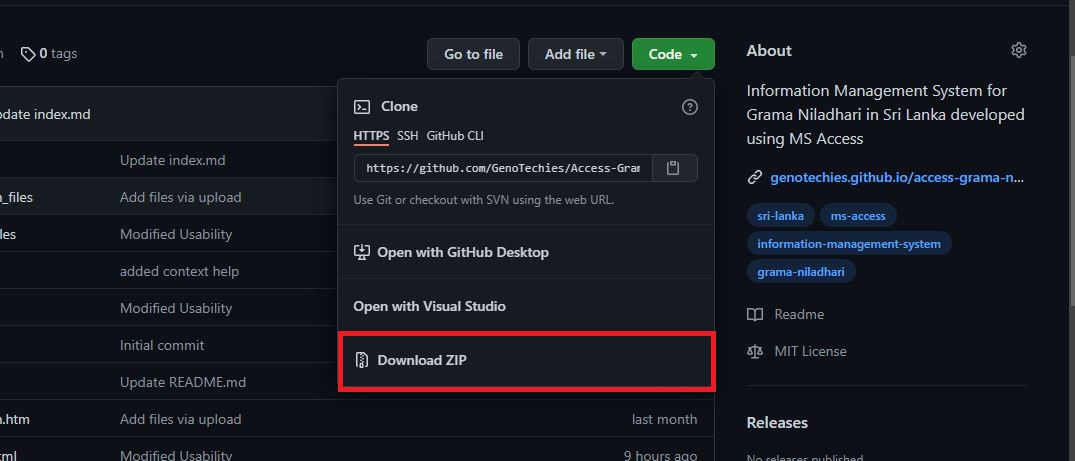 0 tags
Go to file
Add file
Code
pdate index.md
Update index.md
_files
Add files via upload
les
Modified Usability
added context help
Modified Usability
Initial commit
Update README.md
.htm
Add files via upload
last month
ml
Modified Usability
9 hours ago
Clone
HTTPS SSH GitHub CLI
https://github.com/GenoTechies/Access-Gram
Use Git or checkout with SVN using the web URL.
Open with GitHub Desktop
Open with Visual Studio
Download ZIP
About
Information Management System for
Grama Niladhari in Sri Lanka developed
using MS Access
genotechies.github.io/access-grama-n...
sri-lanka ms-access
information-management-system
grama-niladhari
Readme
MIT License
Releases
No releases published